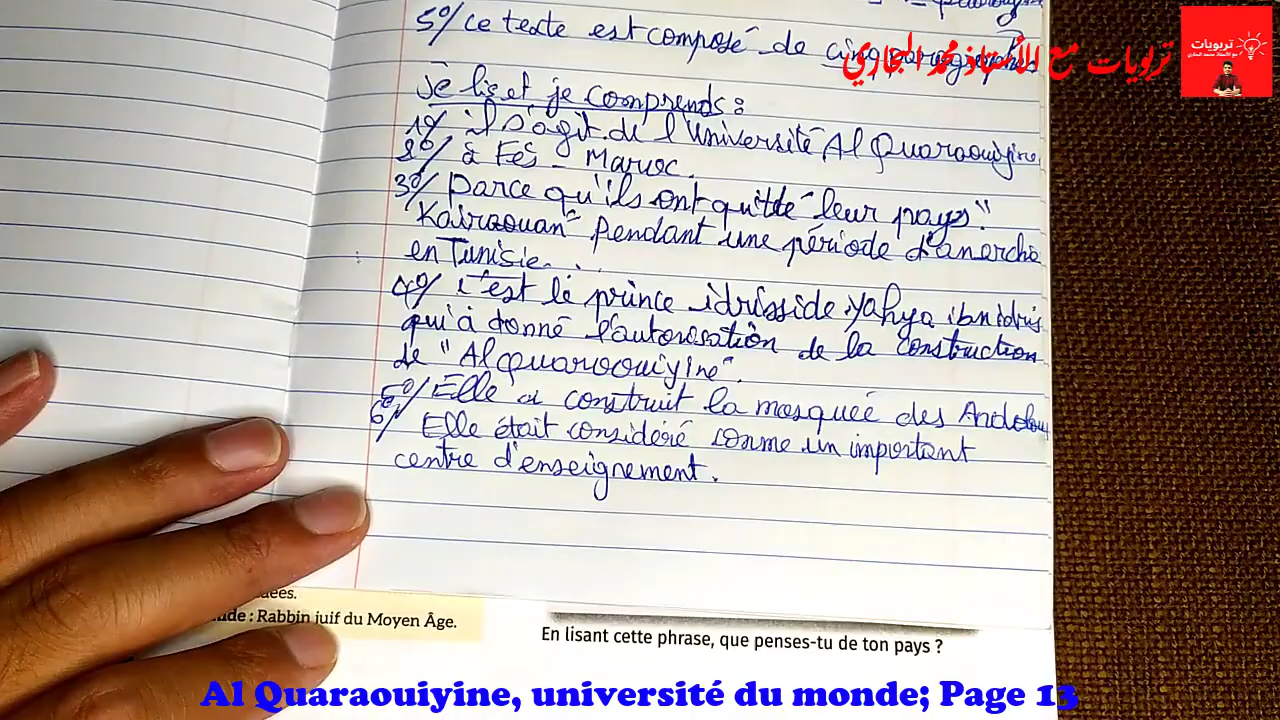 5°/ ce texte est composé de cinq paragraphes
تربويات مع الأستاذ محمد البخاري
تربويات
Je lis et je comprends :
1°/ il s'agit de l'université Al Quaraouiyine
2°/ à Fès - Maroc.
3°/ Parce qu'ils ont quitté leur pays "
Kairaouan" pendant une période d'anarchie
en Tunisie.
4°/ C'est le prince idrisside Yahya ibn idris
qui à donné l'autorisation de la construction
de "Al Quaraouiyine".
5°/ Elle a construit la mosquée des Andalous
6°/ Elle était considéré comme un important
centre d'enseignement.
: Rabbin juif du Moyen Âge.
En lisant cette phrase, que penses-tu de ton pays ?
Al Quaraouiyine, université du monde; Page 13